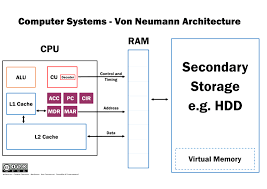 Computer Systems - Von Neumann Architecture
CPU
RAM
ALU
CU
Decoder
Control and
Timing
L1 Cache
ACC
PC
CIR
MDR
MAR
Address
L2 Cache
Data
Secondary
Storage
e.g. HDD
Virtual Memory